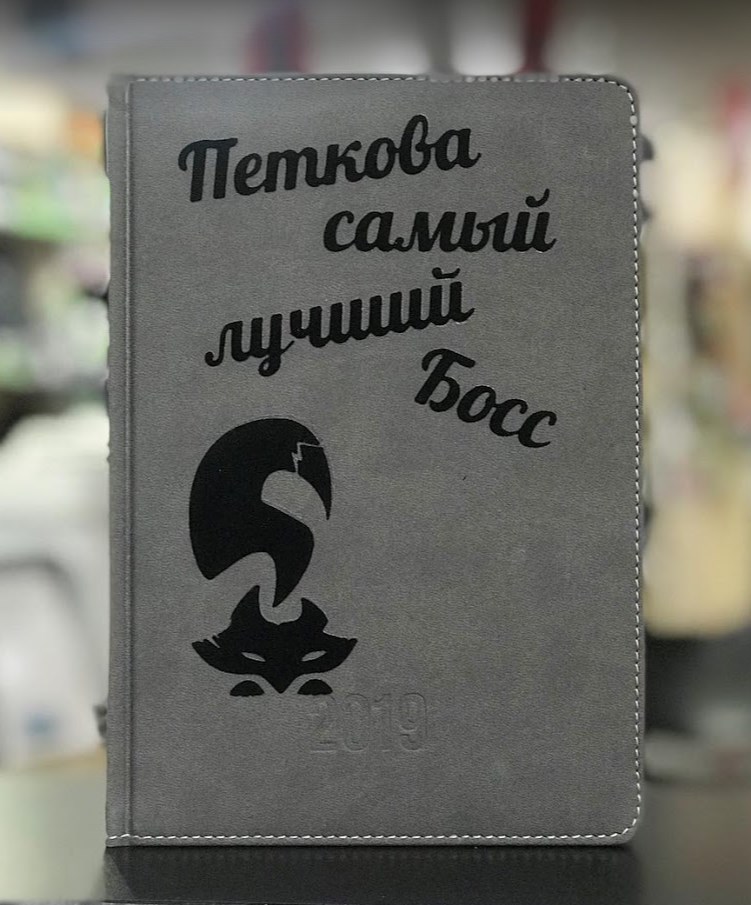 Петкова
самый
лучший
Босс
2019